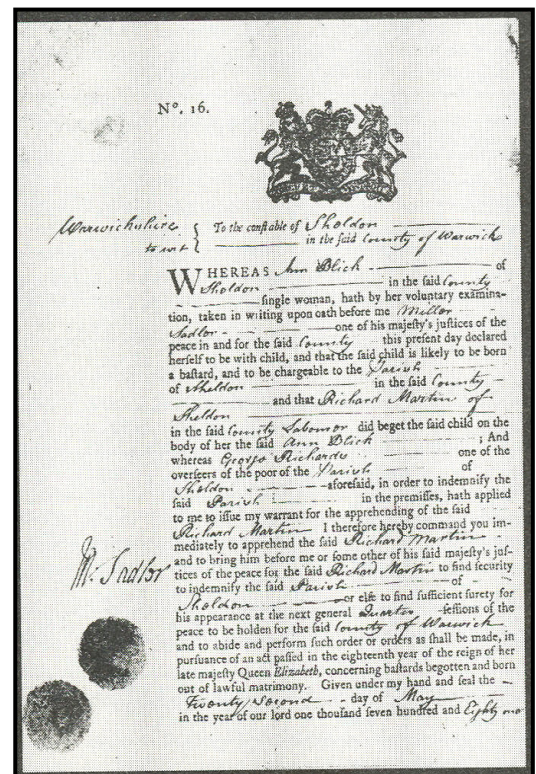 Nº. 16.
Warwickshire { To the constable of Sheldon
to wit { in the said County of Warwick
WHEREAS Ann Blick of
Sheldon in the said County
single woman, hath by her voluntary examina-
tion, taken in writing upon oath before me Miller
Sadler one of his majesty's justices of the
peace in and for the said County this present day declared
herself to be with child, and that the said child is likely to be born
a bastard, and to be chargeable to the Parish
of Sheldon in the said County
and that Richard Martin of
Sheldon
in the said County Labourer did beget the said child on the
body of her the said Ann Blick ; And
whereas George Richards one of the
overseers of the poor of the Parish of
Sheldon aforesaid, in order to indemnify the
said Parish in the premisses, hath applied
to me to issue my warrant for the apprehending of the said
Richard Martin I therefore hereby command you im-
mediately to apprehend the said Richard Martin
and to bring him before me or some other of his said majesty's jus-
tices of the peace for the said Richard Martin to find security
to indemnify the said Parish of
Sheldon or else to find sufficient surety for
his appearance at the next general Quarter sessions of the
peace to be holden for the said County of Warwick
and to abide and perform such order or orders as shall be made, in
pursuance of an act passed in the eighteenth year of the reign of her
late majesty Queen Elizabeth, concerning bastards begotten and born
out of lawful matrimony. Given under my hand and seal the
Twenty second day of May
in the year of our lord one thousand seven hundred and Eighty one
M. Sadler